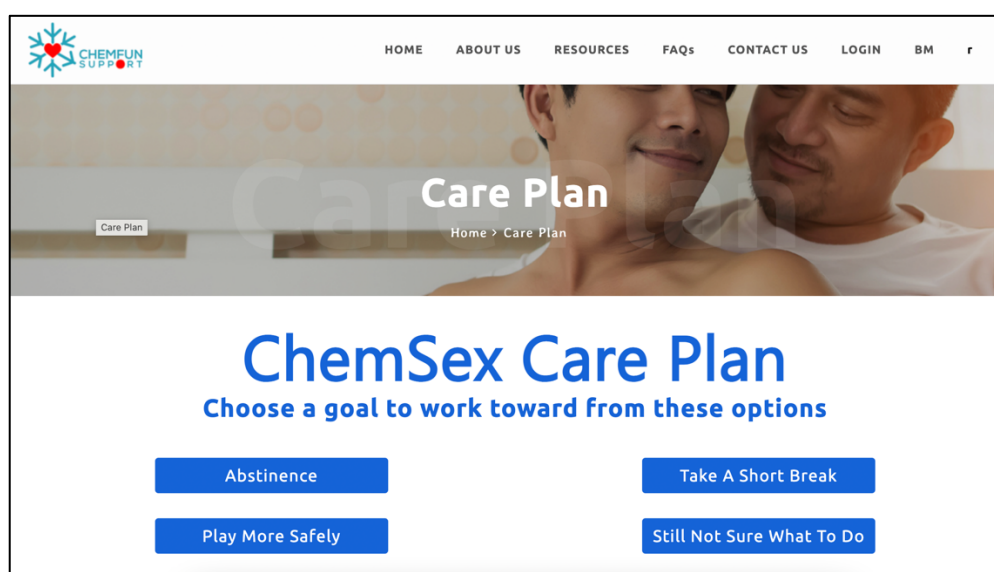 CHEMFUN
SUPPORT
HOME ABOUT US RESOURCES FAQs CONTACT US LOGIN BM r
Care Plan
Care Plan
Care Plan
Home > Care Plan
ChemSex Care Plan
Choose a goal to work toward from these options
Abstinence
Take A Short Break
Play More Safely
Still Not Sure What To Do